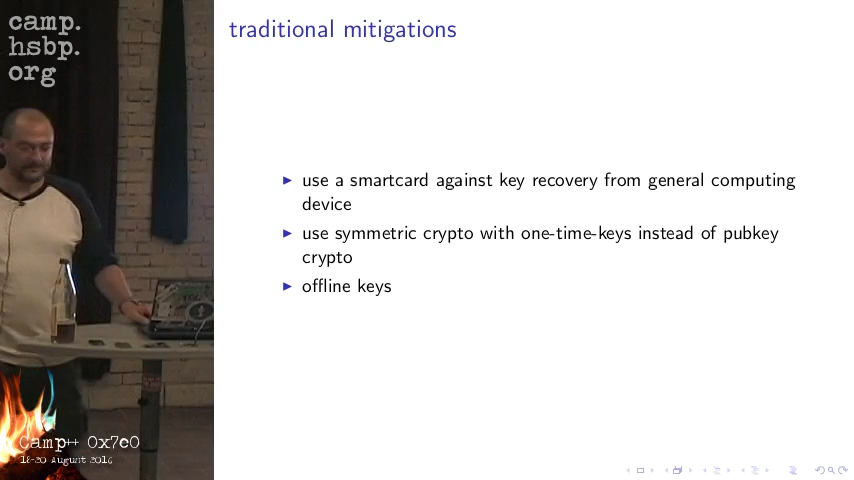 camp.
hsbp.
org
traditional mitigations
use a smartcard against key recovery from general computing
device
use symmetric crypto with one-time-keys instead of pubkey
crypto
offline keys
Camp++ 0x7e0
18-20 August 2016